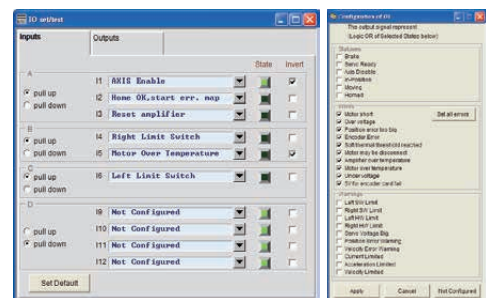 IO set/test
Inputs
Outputs
State
Invert
A
I1 AXIS Enable
pull up
I2 Home OK,start err. map
pull down
I3 Reset amplifier
B
I4 Right Limit Switch
pull up
pull down
I5 Motor Over Temperature
C
I6 Left Limit Switch
pull up
pull down
D
I9 Not Configured
pull up
I10 Not Configured
pull down
I11 Not Configured
I12 Not Configured
Set Default
Configuration of
The output signal represent
(Logic OR of Selected States below)
Statuses
Brake
Servo Ready
Axis Disable
In-Position
Moving
Homed
Errors
Motor short
Set all errors
Over voltage
Position error too big
Encoder Error
Soft thermal threshold reached
Motor may be disconnected
Amplifier over temperature
Motor over temperature
Under voltage
5V for encoder card fail
Warnings
Left SW Limit
Right SW Limit
Left HW Limit
Right HW Limit
Servo Voltage Big
Position Error Warning
Velocity Error Warning
Current Limited
Acceleration Limited
Velocity Limited
Apply
Cancel
Not Configured